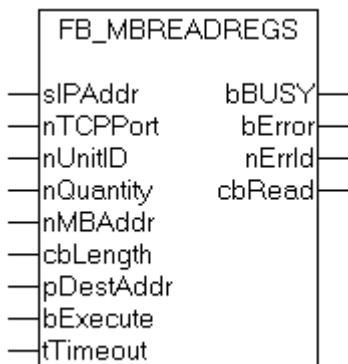 FB_MBREADREGS
sIPAddr bBUSY
nTCPPort bError
nUnitID nErrId
nQuantity cbRead
nMBAddr
cbLength
pDestAddr
bExecute
tTimeout